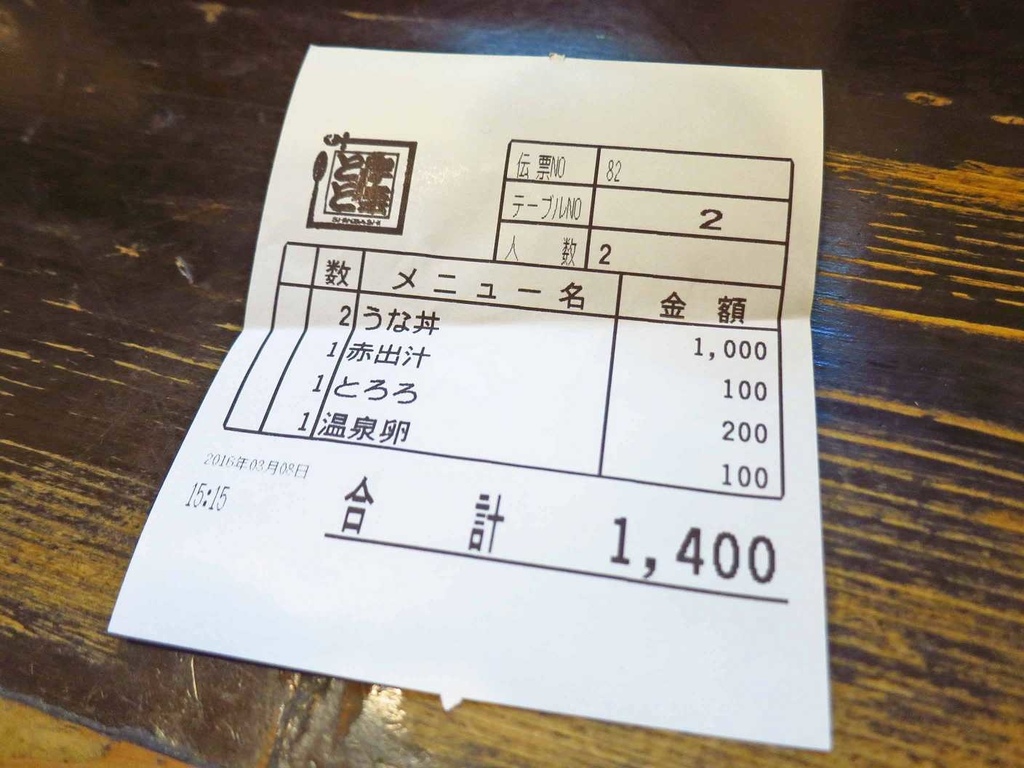 伝票NO 82
テーブルNO 2
人数 2
数 メニュー名 金額
2 うな丼 1,000
1 赤出汁 100
1 とろろ 200
1 温泉卵 100
2016年03月08日
15:15
合計 1,400